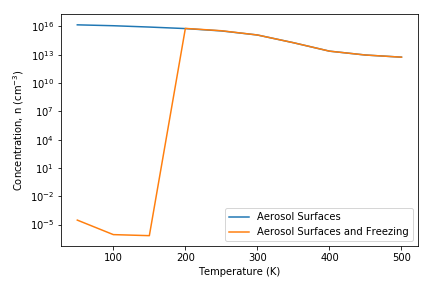 10^16
10^13
10^10
10^7
10^4
10^1
10^−2
10^−5
Concentration, n (cm^−3)
Aerosol Surfaces
Aerosol Surfaces and Freezing
100 200 300 400 500
Temperature (K)